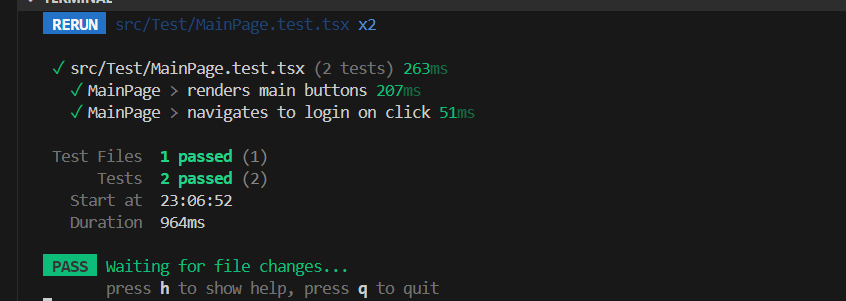 TERMINAL
RERUN src/Test/MainPage.test.tsx x2
✓ src/Test/MainPage.test.tsx (2 tests) 263ms
✓ MainPage > renders main buttons 207ms
✓ MainPage > navigates to login on click 51ms
Test Files 1 passed (1)
Tests 2 passed (2)
Start at 23:06:52
Duration 964ms
PASS Waiting for file changes...
press h to show help, press q to quit